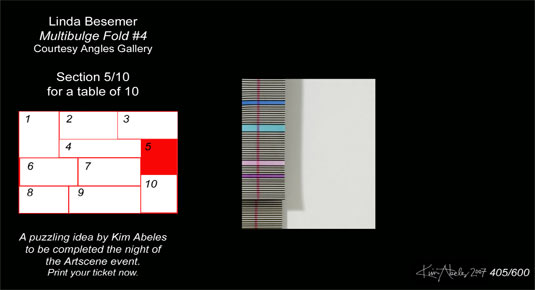 Linda Besemer
Multibulge Fold #4
Courtesy Angles Gallery
Section 5/10
for a table of 10
1 2 3
4 5
6 7
10
8 9
A puzzling idea by Kim Abeles
to be completed the night of
the Artscene event.
Print your ticket now.
Kim Abeles 2007 405/600